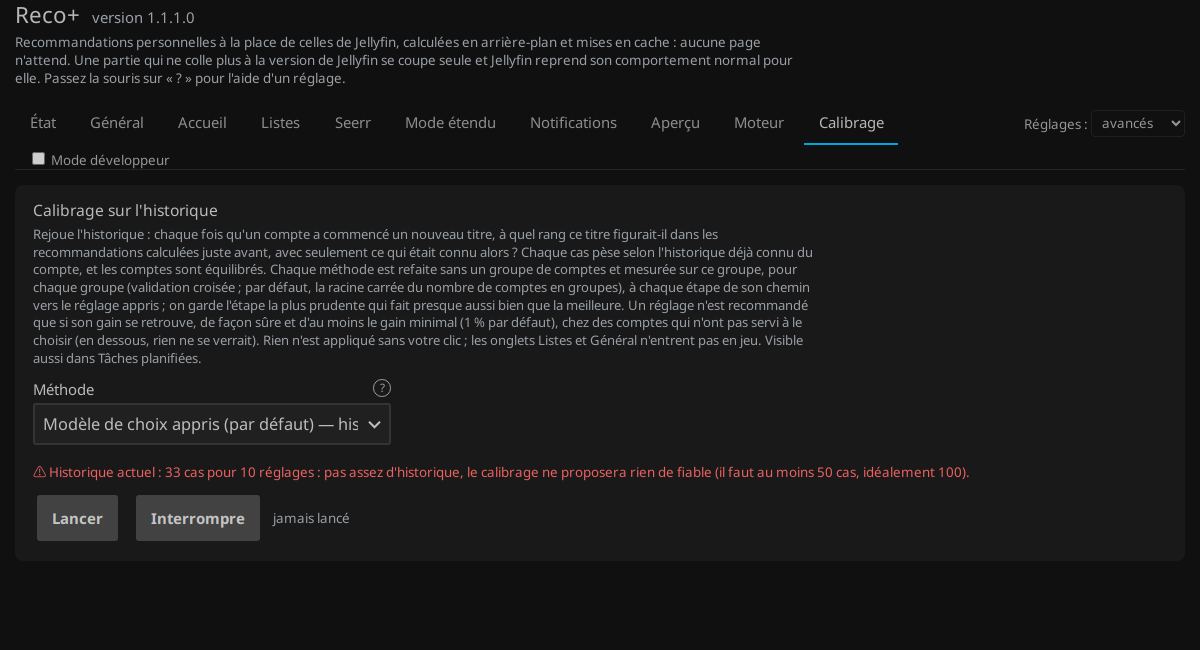 Reco+ version 1.1.1.0
Recommandations personnelles à la place de celles de Jellyfin, calculées en arrière-plan et mises en cache : aucune page
n'attend. Une partie qui ne colle plus à la version de Jellyfin se coupe seule et Jellyfin reprend son comportement normal pour
elle. Passez la souris sur « ? » pour l'aide d'un réglage.
État Général Accueil Listes Seerr Mode étendu Notifications Aperçu Moteur Calibrage Réglages : avancés
Mode développeur
Calibrage sur l'historique
Rejoue l'historique : chaque fois qu'un compte a commencé un nouveau titre, à quel rang ce titre figurait-il dans les
recommandations calculées juste avant, avec seulement ce qui était connu alors ? Chaque cas pèse selon l'historique déjà connu du
compte, et les comptes sont équilibrés. Chaque méthode est refaite sans un groupe de comptes et mesurée sur ce groupe, pour
chaque groupe (validation croisée ; par défaut, la racine carrée du nombre de comptes en groupes), à chaque étape de son chemin
vers le réglage appris ; on garde l'étape la plus prudente qui fait presque aussi bien que la meilleure. Un réglage n'est recommandé
que si son gain se retrouve, de façon sûre et d'au moins le gain minimal (1 % par défaut), chez des comptes qui n'ont pas servi à le
choisir (en dessous, rien ne se verrait). Rien n'est appliqué sans votre clic ; les onglets Listes et Général n'entrent pas en jeu. Visible
aussi dans Tâches planifiées.
Méthode ?
Modèle de choix appris (par défaut) — his
⚠ Historique actuel : 33 cas pour 10 réglages : pas assez d'historique, le calibrage ne proposera rien de fiable (il faut au moins 50 cas, idéalement 100).
Lancer Interrompre jamais lancé